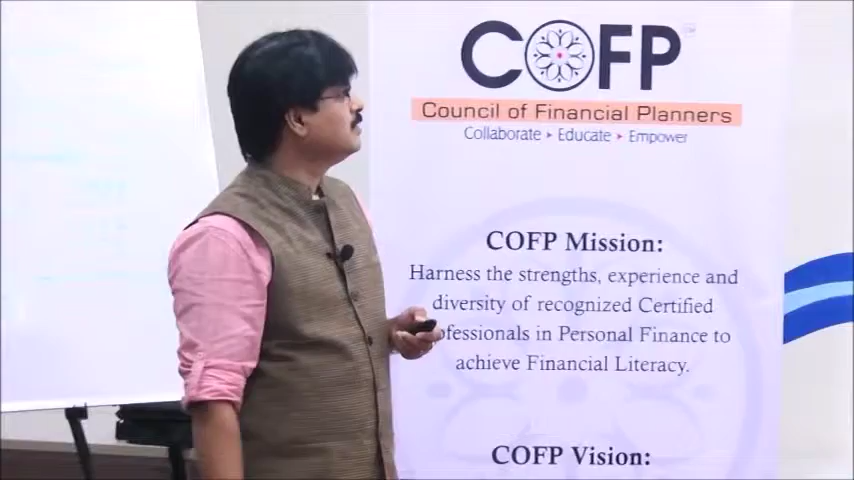 COFP
Council of Financial Planners
Collaborate ▸ Educate ▸ Empower
COFP Mission:
Harness the strengths, experience and
diversity of recognized Certified
ofessionals in Personal Finance to
achieve Financial Literacy.
COFP Vision: